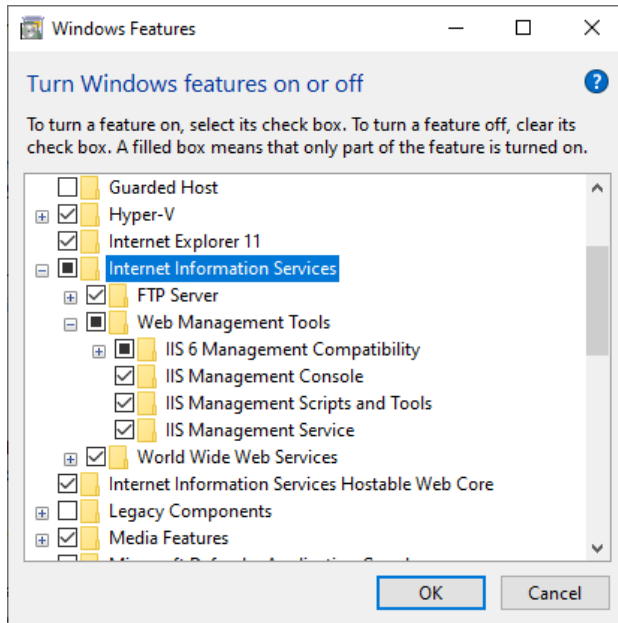 Windows Features
Turn Windows features on or off
?
To turn a feature on, select its check box. To turn a feature off, clear its
check box. A filled box means that only part of the feature is turned on.
Guarded Host
Hyper-V
Internet Explorer 11
Internet Information Services
FTP Server
Web Management Tools
IIS 6 Management Compatibility
IIS Management Console
IIS Management Scripts and Tools
IIS Management Service
World Wide Web Services
Internet Information Services Hostable Web Core
Legacy Components
Media Features
OK
Cancel